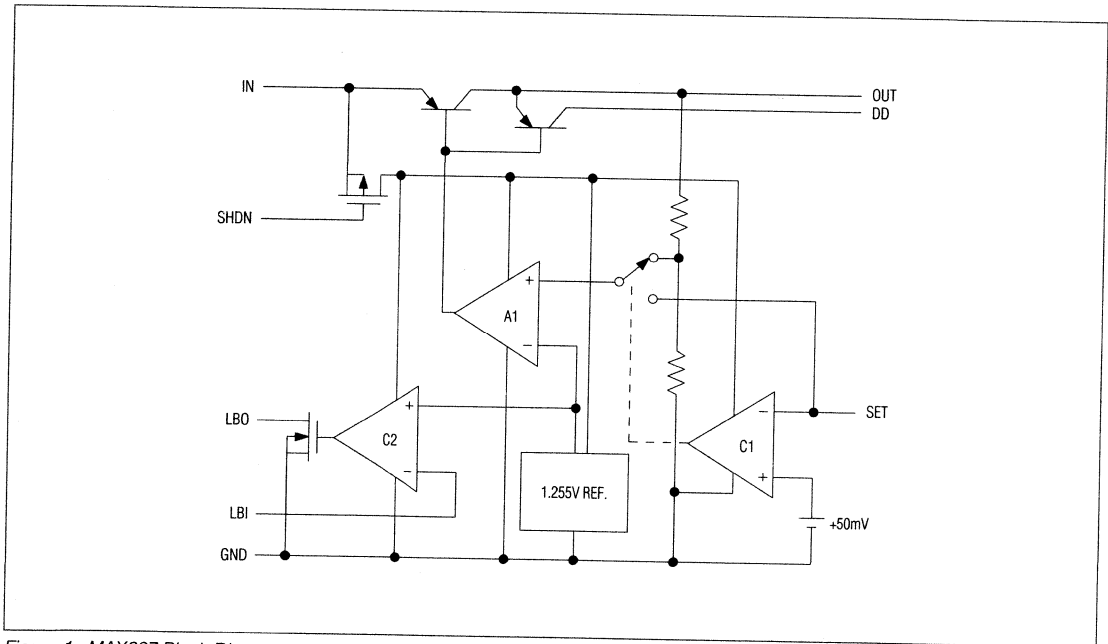 IN
OUT
DD
SHDN
+
A1
−
+
LBO
C2
−
−
SET
C1
+
1.255V REF.
LBI
+50mV
GND